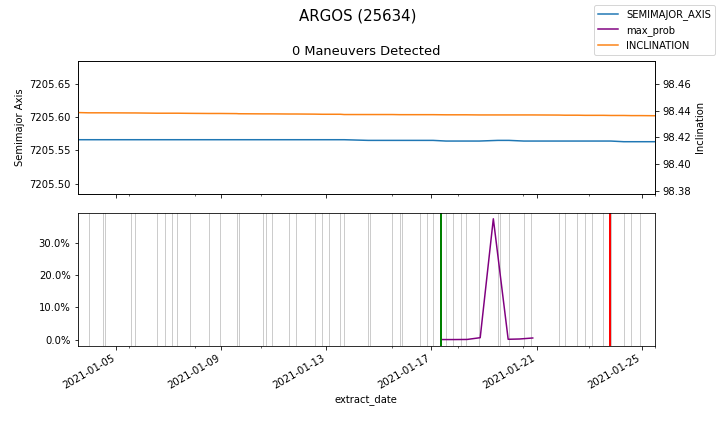 ARGOS (25634)
SEMIMAJOR_AXIS
max_prob
INCLINATION
0 Maneuvers Detected
7205.65
7205.60
7205.55
7205.50
Semimajor Axis
98.46
98.44
98.42
98.40
98.38
Inclination
30.0%
20.0%
10.0%
0.0%
2021-01-05
2021-01-09
2021-01-13
2021-01-17
2021-01-21
2021-01-25
extract_date